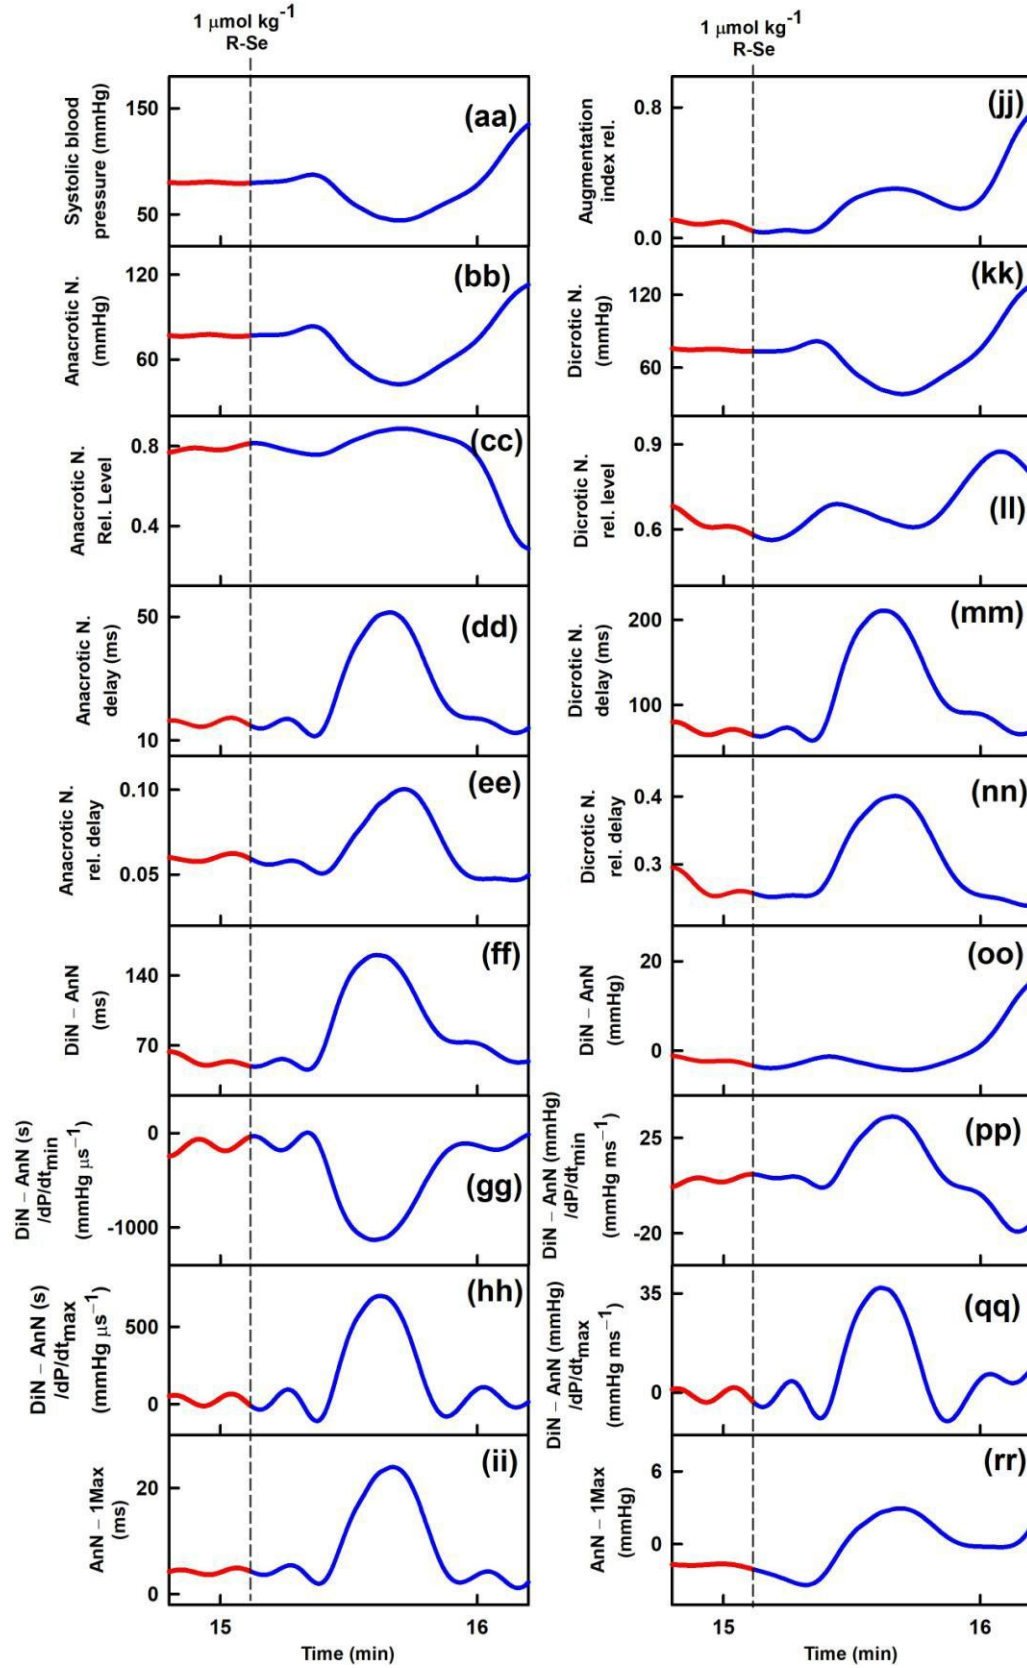 1 µmol kg⁻¹
R-Se
1 µmol kg⁻¹
R-Se
Systolic blood
pressure (mmHg)
150
50
(aa)
Augmentation
index rel.
0.8
0.0
(jj)
Anacrotic N.
(mmHg)
120
60
(bb)
Dicrotic N.
(mmHg)
120
60
(kk)
Anacrotic N.
Rel. Level
0.8
0.4
(cc)
Dicrotic N.
rel. level
0.9
0.6
(ll)
Anacrotic N.
delay (ms)
50
10
(dd)
Dicrotic N.
delay (ms)
200
100
(mm)
Anacrotic N.
rel. delay
0.10
0.05
(ee)
Dicrotic N.
rel. delay
0.4
0.3
(nn)
DiN – AnN
(ms)
140
70
(ff)
DiN – AnN
(mmHg)
20
0
(oo)
DiN – AnN (s)
/dP/dtmin
(mmHg µs⁻¹)
0
-1000
(gg)
DiN – AnN (mmHg)
/dP/dtmin
(mmHg ms⁻¹)
25
-20
(pp)
DiN – AnN (s)
/dP/dtmax
(mmHg µs⁻¹)
500
0
(hh)
DiN – AnN (mmHg)
/dP/dtmax
(mmHg ms⁻¹)
35
0
(qq)
AnN – 1Max
(ms)
20
0
(ii)
AnN – 1Max
(mmHg)
6
0
(rr)
15
16
Time (min)
15
16
Time (min)